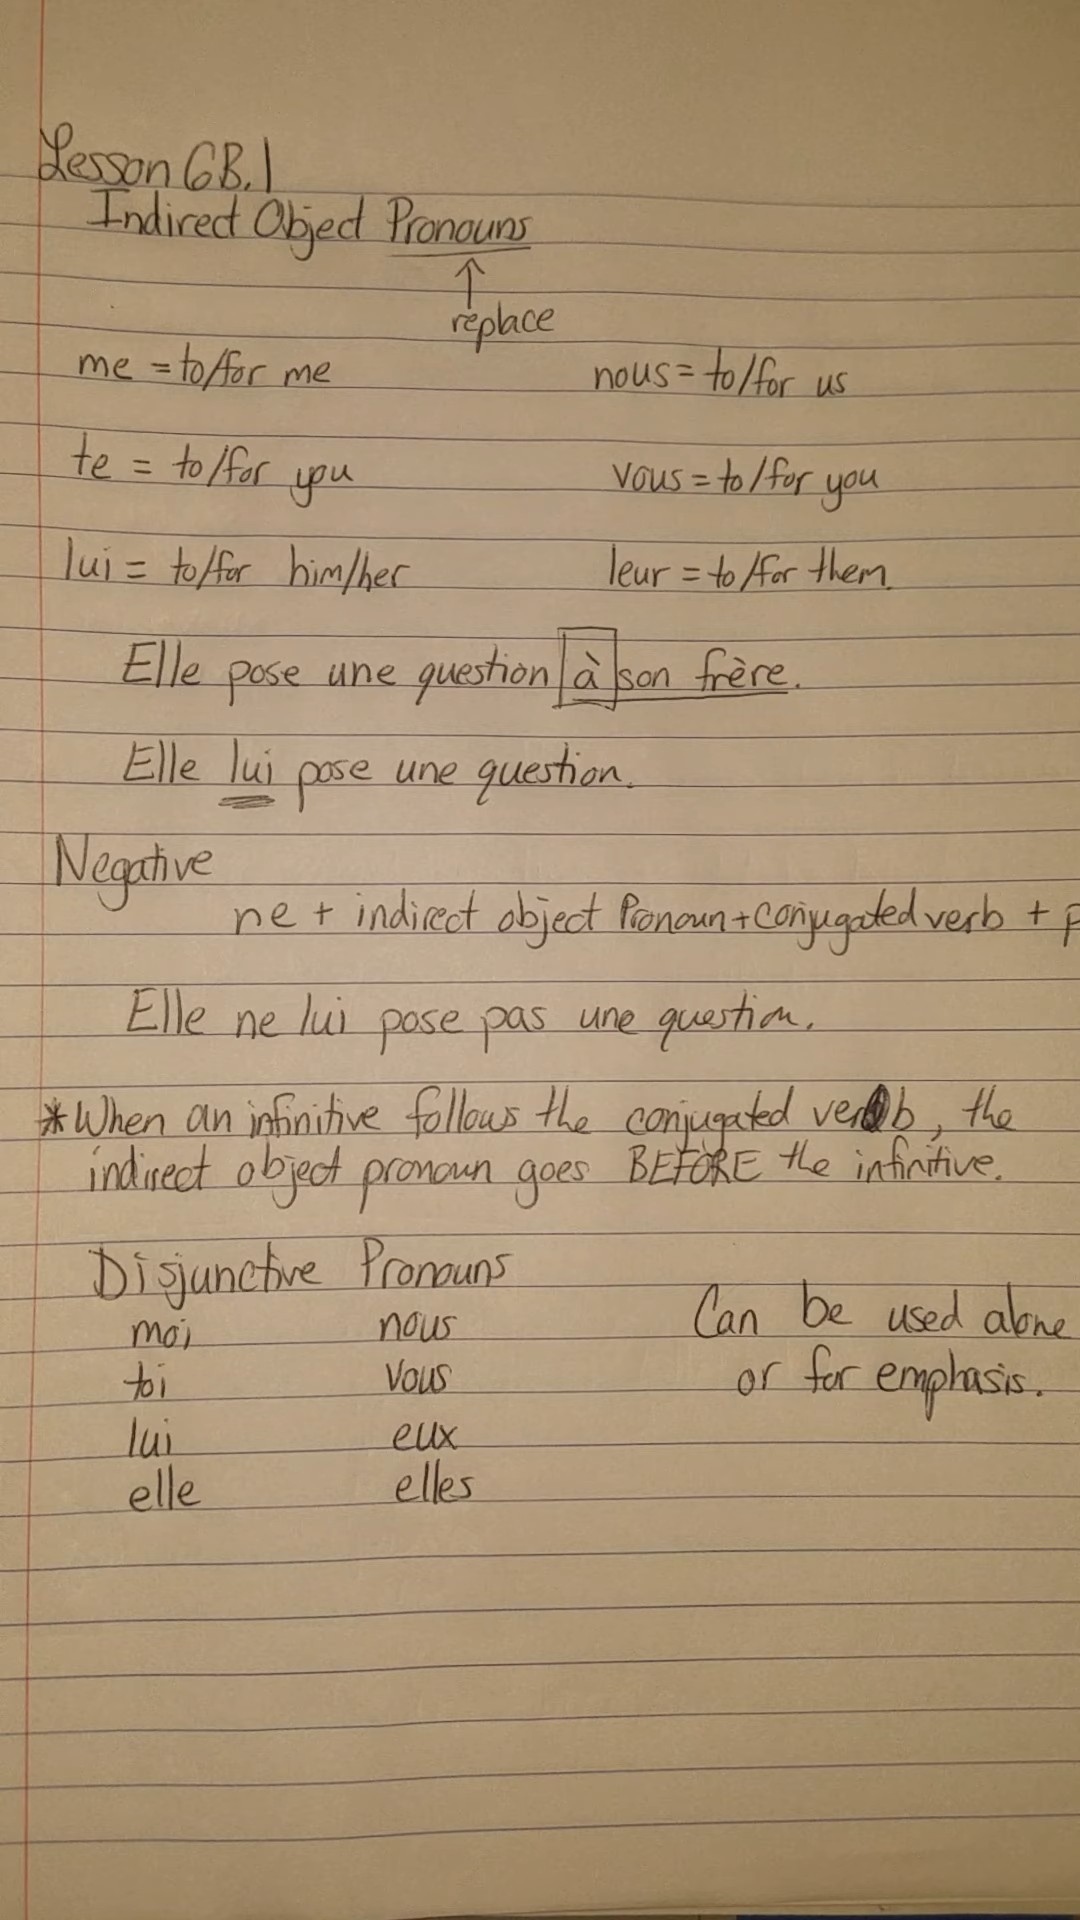 Lesson 6B.1
Indirect Object Pronouns
↑
replace
me = to/for me
nous = to/for us
te = to/for you
vous = to/for you
lui = to/for him/her
leur = to/for them.
Elle pose une question à son frère.
Elle lui pose une question.
Negative
ne + indirect object Pronoun + conjugated verb + p
Elle ne lui pose pas une question.
*When an infinitive follows the conjugated verb, the
indirect object pronoun goes BEFORE the infinitive.
Disjunctive Pronouns
moi nous
toi vous
lui eux
elle elles
Can be used alone
or for emphasis.